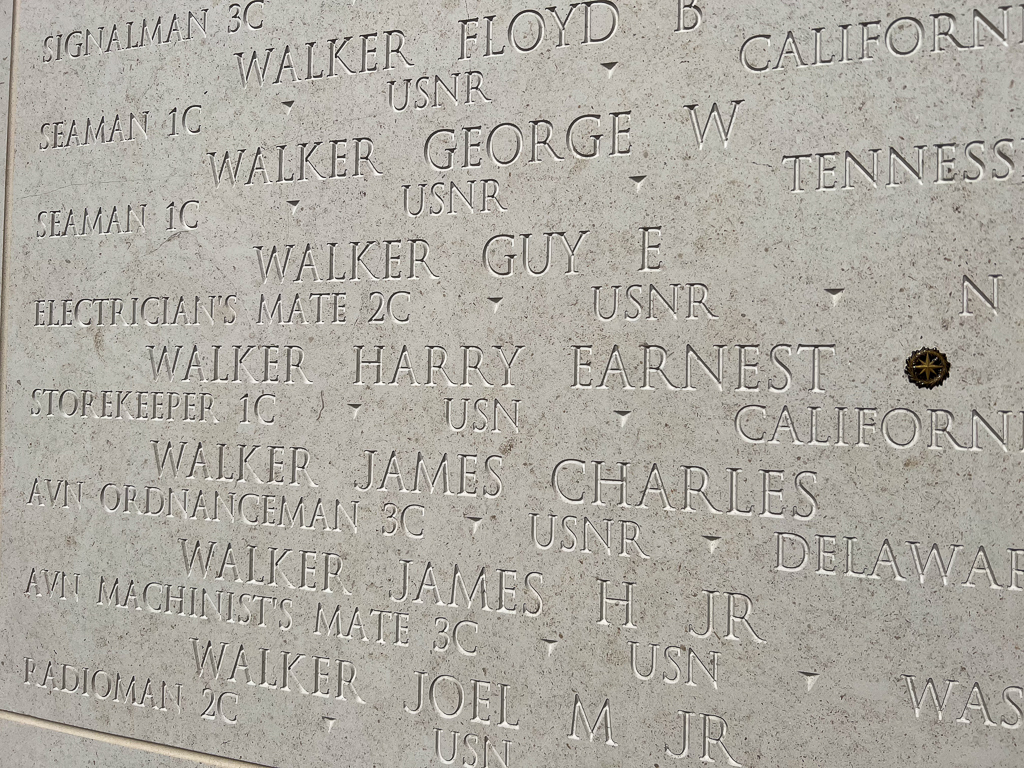 SIGNALMAN 3C
WALKER FLOYD B
SEAMAN 1C USNR CALIFORNI
WALKER GEORGE W
SEAMAN 1C USNR TENNESS
WALKER GUY E
ELECTRICIAN'S MATE 2C USNR N
WALKER HARRY EARNEST
STOREKEEPER 1C USN CALIFORNI
WALKER JAMES CHARLES
AVN ORDNANCEMAN 3C USNR DELAWAR
WALKER JAMES H JR
AVN MACHINIST'S MATE 3C USN WAS
WALKER JOEL M JR
RADIOMAN 2C USN